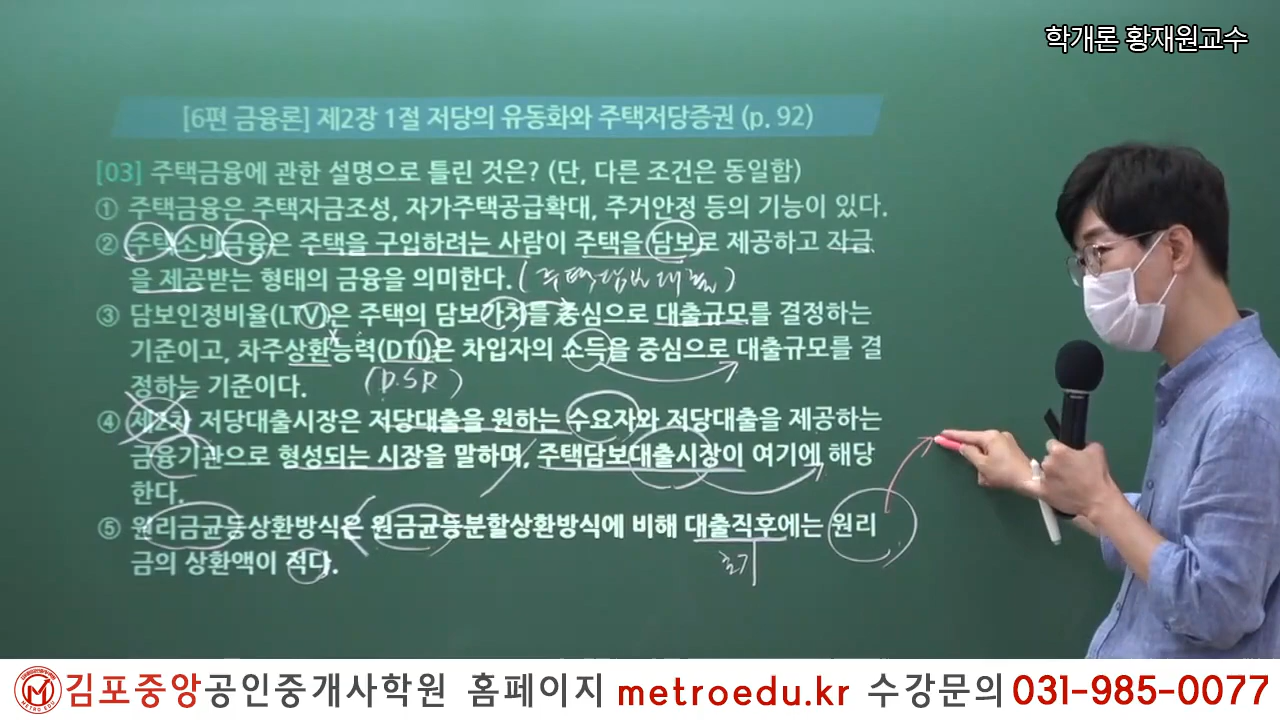 학개론 황재원교수
[6편 금융론] 제2장 1절 저당의 유동화와 주택저당증권 (p. 92)
[03] 주택금융에 관한 설명으로 틀린 것은? (단, 다른 조건은 동일함)
① 주택금융은 주택자금조성, 자가주택공급확대, 주거안정 등의 기능이 있다.
② 주택소비금융은 주택을 구입하려는 사람이 주택을 담보로 제공하고 자금
을 제공받는 형태의 금융을 의미한다. (주택담보대출)
③ 담보인정비율(LTV)은 주택의 담보가치를 중심으로 대출규모를 결정하는
기준이고, 차주상환능력(DTI)은 차입자의 소득을 중심으로 대출규모를 결
정하는 기준이다. (DSR)
④ 제2차 저당대출시장은 저당대출을 원하는 수요자와 저당대출을 제공하는
금융기관으로 형성되는 시장을 말하며, 주택담보대출시장이 여기에 해당
한다.
⑤ 원리금균등상환방식은 원금균등분할상환방식에 비해 대출직후에는 원리
금의 상환액이 적다.
초기
METRO EDU
김포중앙공인중개사학원 홈페이지 metroedu.kr 수강문의 031-985-0077